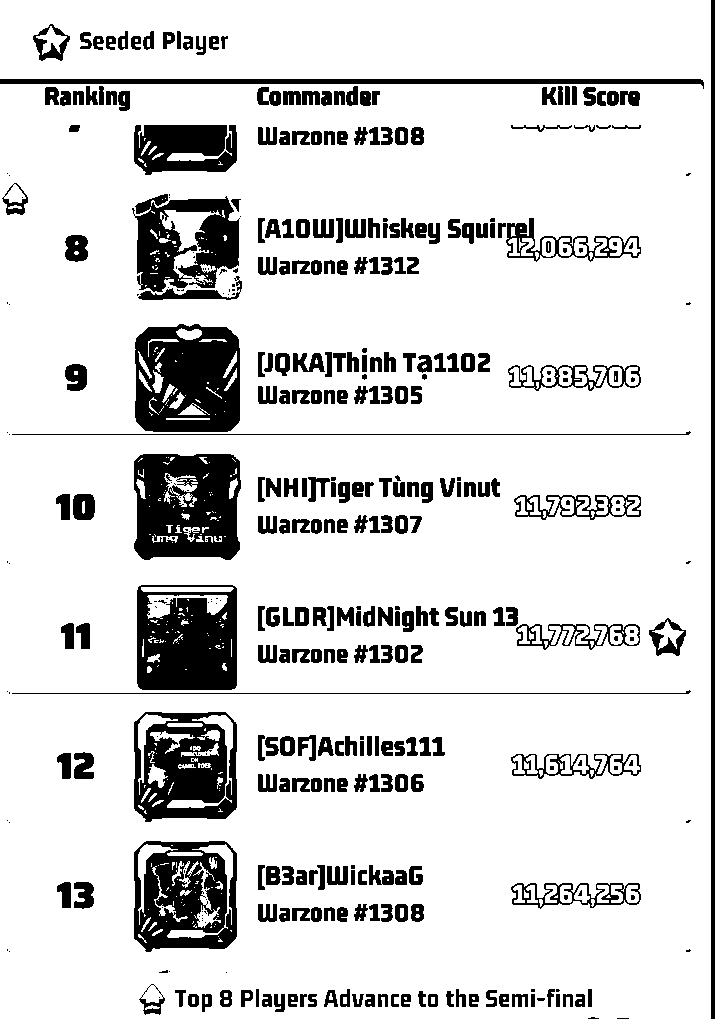 Seeded Player
Ranking Commander Kill Score
Warzone #1308
8 [A10W]Whiskey Squirrel 12,066,294
Warzone #1312
9 [JQKA]Thịnh Tạ1102 11,885,706
Warzone #1305
10 [NHI]Tiger Tùng Vinut 11,792,382
Warzone #1307
Tiger
Tùng Vinut
11 [GLDR]MidNight Sun 13 11,772,768
Warzone #1302
12 [SOF]Achilles111 11,614,764
Warzone #1306
13 [B3ar]WickaaG 11,264,256
Warzone #1308
Top 8 Players Advance to the Semi-final